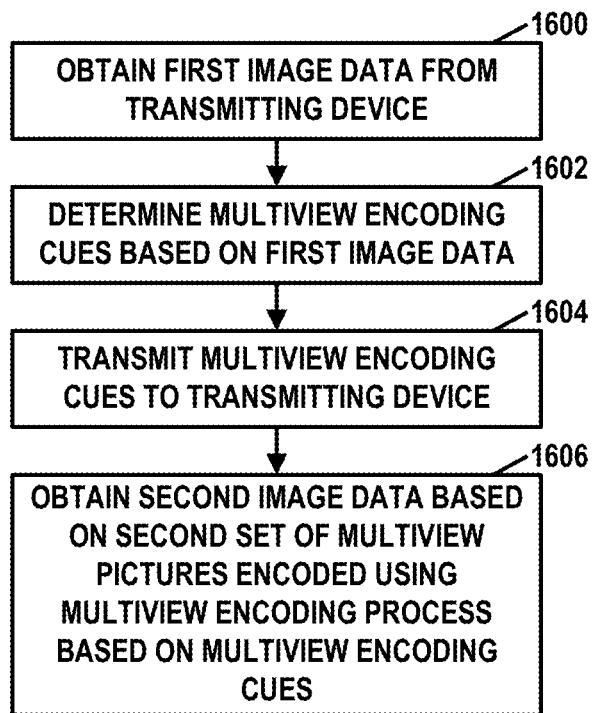 1600
OBTAIN FIRST IMAGE DATA FROM
TRANSMITTING DEVICE
1602
DETERMINE MULTIVIEW ENCODING
CUES BASED ON FIRST IMAGE DATA
1604
TRANSMIT MULTIVIEW ENCODING
CUES TO TRANSMITTING DEVICE
1606
OBTAIN SECOND IMAGE DATA BASED
ON SECOND SET OF MULTIVIEW
PICTURES ENCODED USING
MULTIVIEW ENCODING PROCESS
BASED ON MULTIVIEW ENCODING
CUES